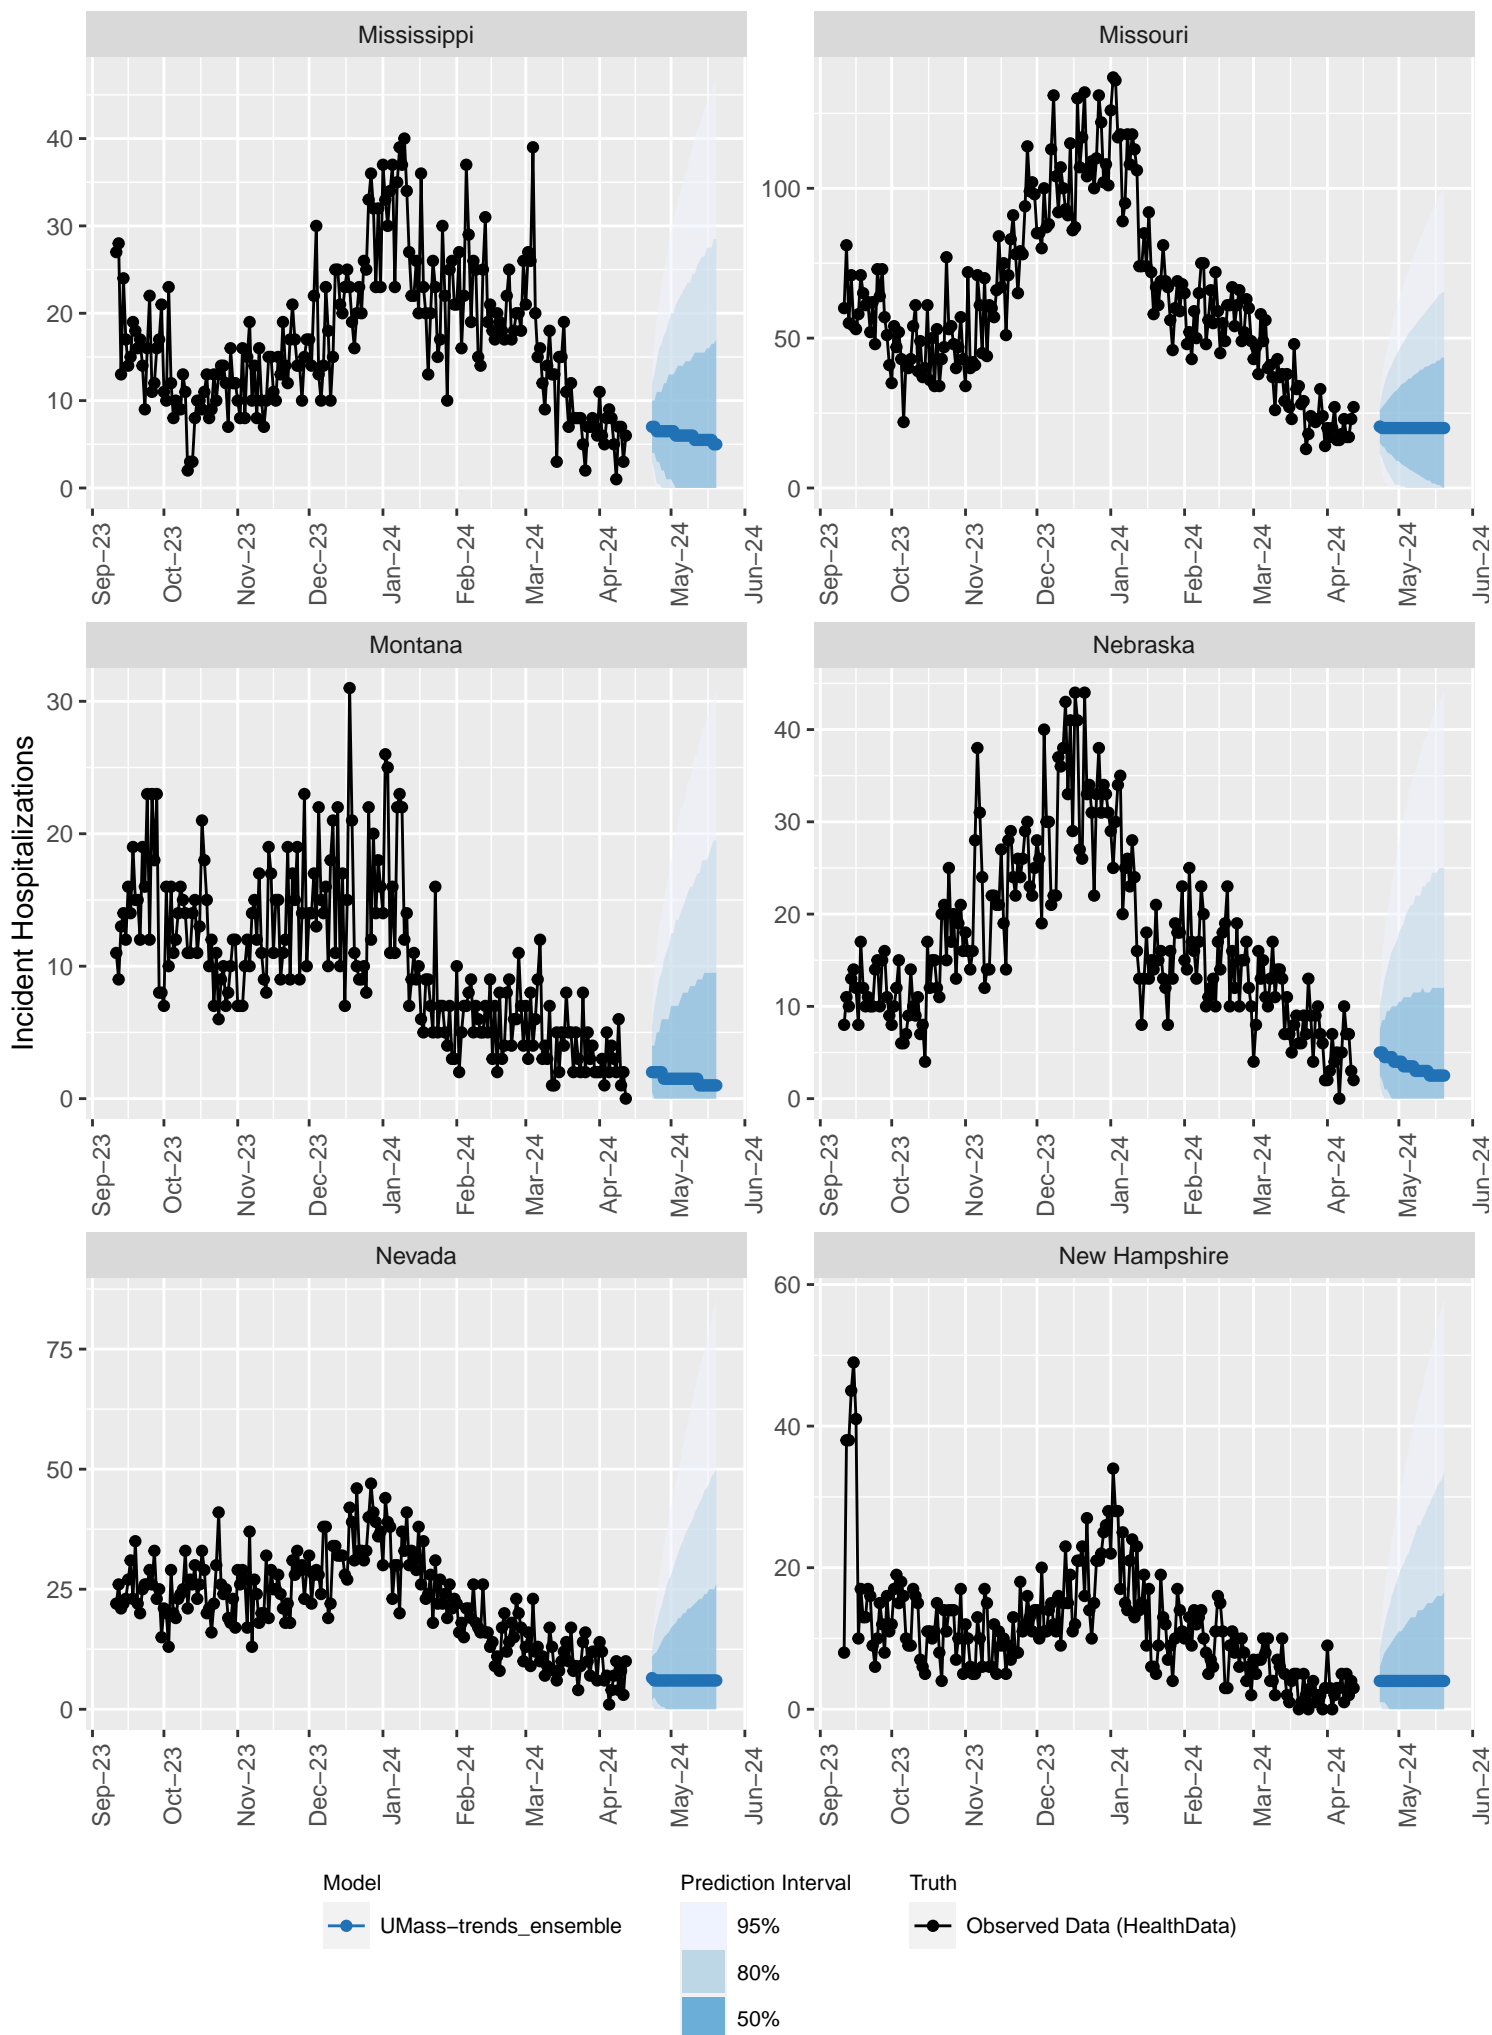 Mississippi
Missouri
40
30
20
10
0
100
50
0
Sep−23
Oct−23
Nov−23
Dec−23
Jan−24
Feb−24
Mar−24
Apr−24
May−24
Jun−24
Sep−23
Oct−23
Nov−23
Dec−23
Jan−24
Feb−24
Mar−24
Apr−24
May−24
Jun−24
Incident Hospitalizations
Montana
Nebraska
30
20
10
0
40
30
20
10
0
Sep−23
Oct−23
Nov−23
Dec−23
Jan−24
Feb−24
Mar−24
Apr−24
May−24
Jun−24
Sep−23
Oct−23
Nov−23
Dec−23
Jan−24
Feb−24
Mar−24
Apr−24
May−24
Jun−24
Nevada
New Hampshire
75
50
25
0
60
40
20
0
Sep−23
Oct−23
Nov−23
Dec−23
Jan−24
Feb−24
Mar−24
Apr−24
May−24
Jun−24
Sep−23
Oct−23
Nov−23
Dec−23
Jan−24
Feb−24
Mar−24
Apr−24
May−24
Jun−24
Model
UMass−trends_ensemble
Prediction Interval
95%
80%
50%
Truth
Observed Data (HealthData)